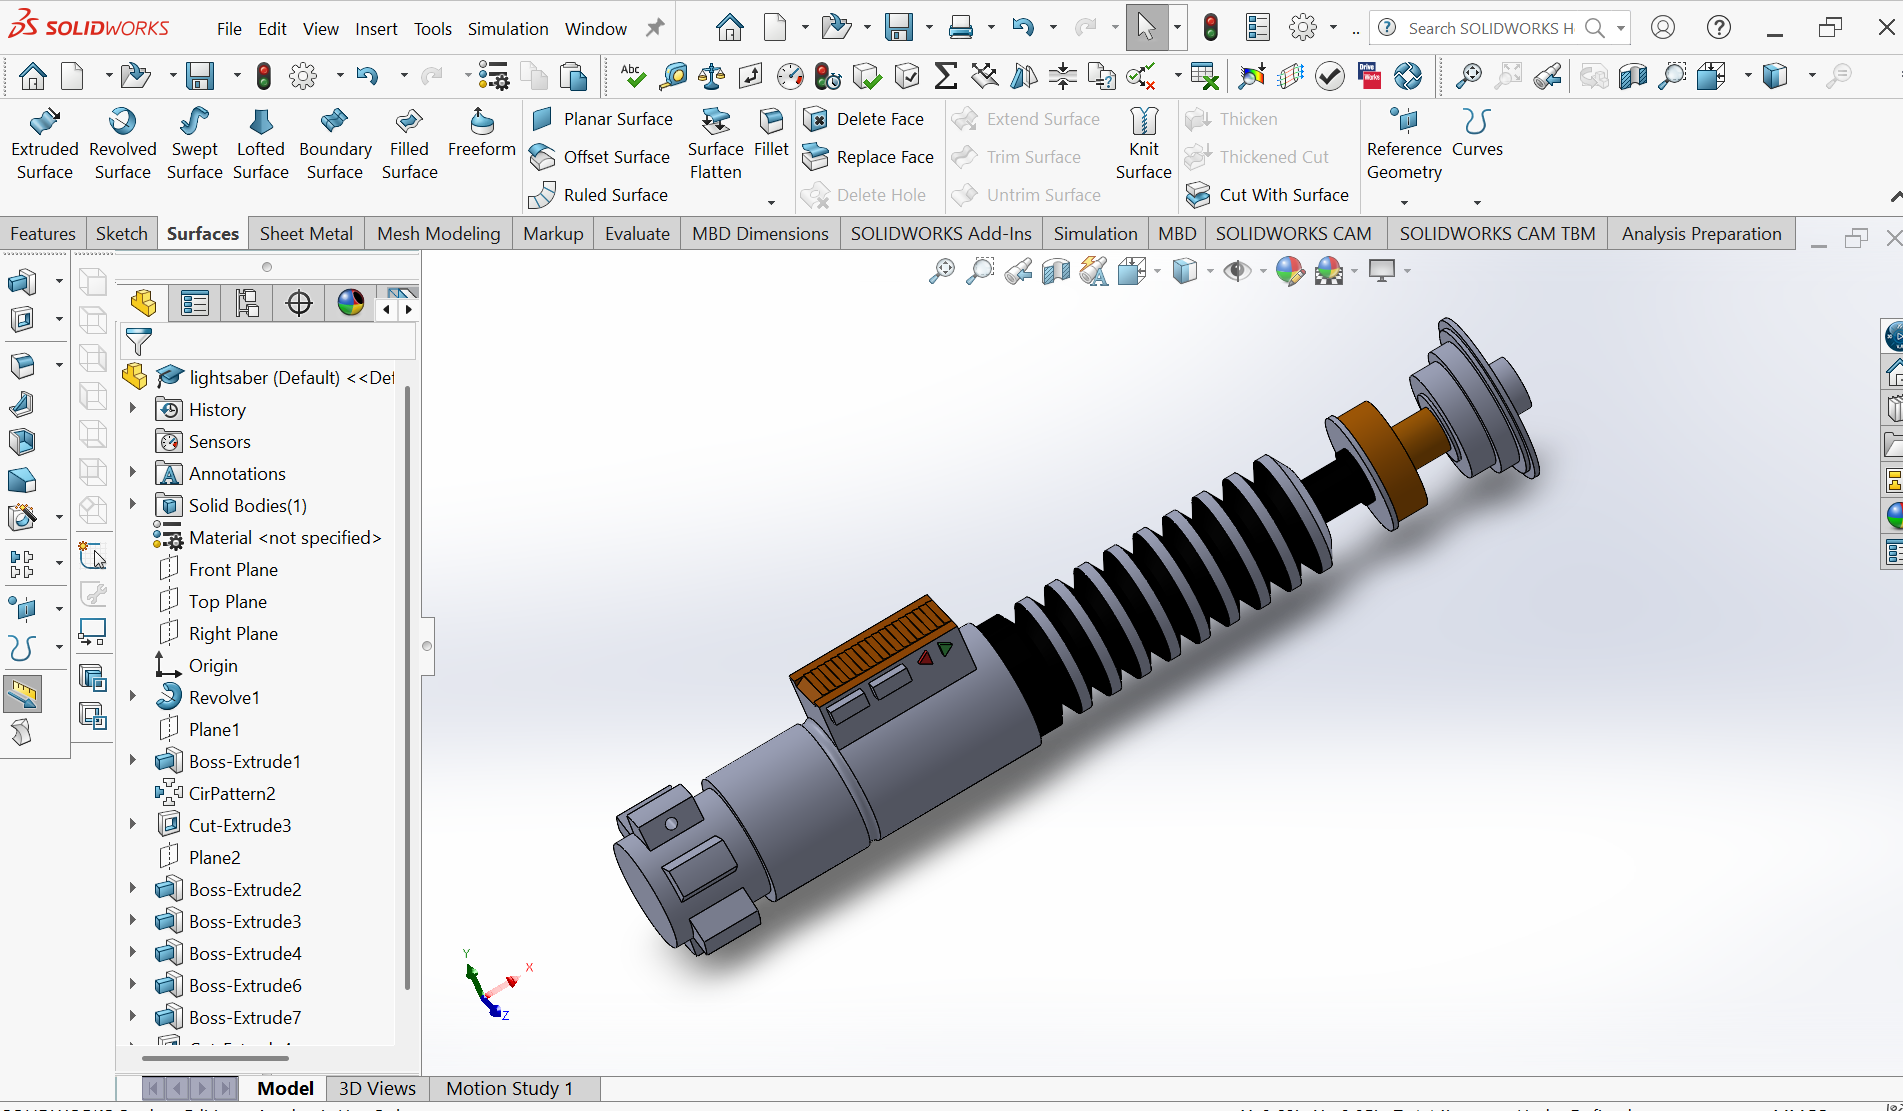 SOLIDWORKS File Edit View Insert Tools Simulation Window Search SOLIDWORKS H
Abc
Extruded Surface
Revolved Surface
Swept Surface
Lofted Surface
Boundary Surface
Filled Surface
Freeform
Planar Surface
Offset Surface
Ruled Surface
Surface Flatten
Fillet
Delete Face
Replace Face
Delete Hole
Extend Surface
Trim Surface
Untrim Surface
Knit Surface
Thicken
Thickened Cut
Cut With Surface
Reference Geometry
Curves
Features Sketch Surfaces Sheet Metal Mesh Modeling Markup Evaluate MBD Dimensions SOLIDWORKS Add-Ins Simulation MBD SOLIDWORKS CAM SOLIDWORKS CAM TBM Analysis Preparation
lightsaber (Default) <<Def
History
Sensors
Annotations
Solid Bodies(1)
Material <not specified>
Front Plane
Top Plane
Right Plane
Origin
Revolve1
Plane1
Boss-Extrude1
CirPattern2
Cut-Extrude3
Plane2
Boss-Extrude2
Boss-Extrude3
Boss-Extrude4
Boss-Extrude6
Boss-Extrude7
Y
X
Z
Model 3D Views Motion Study 1